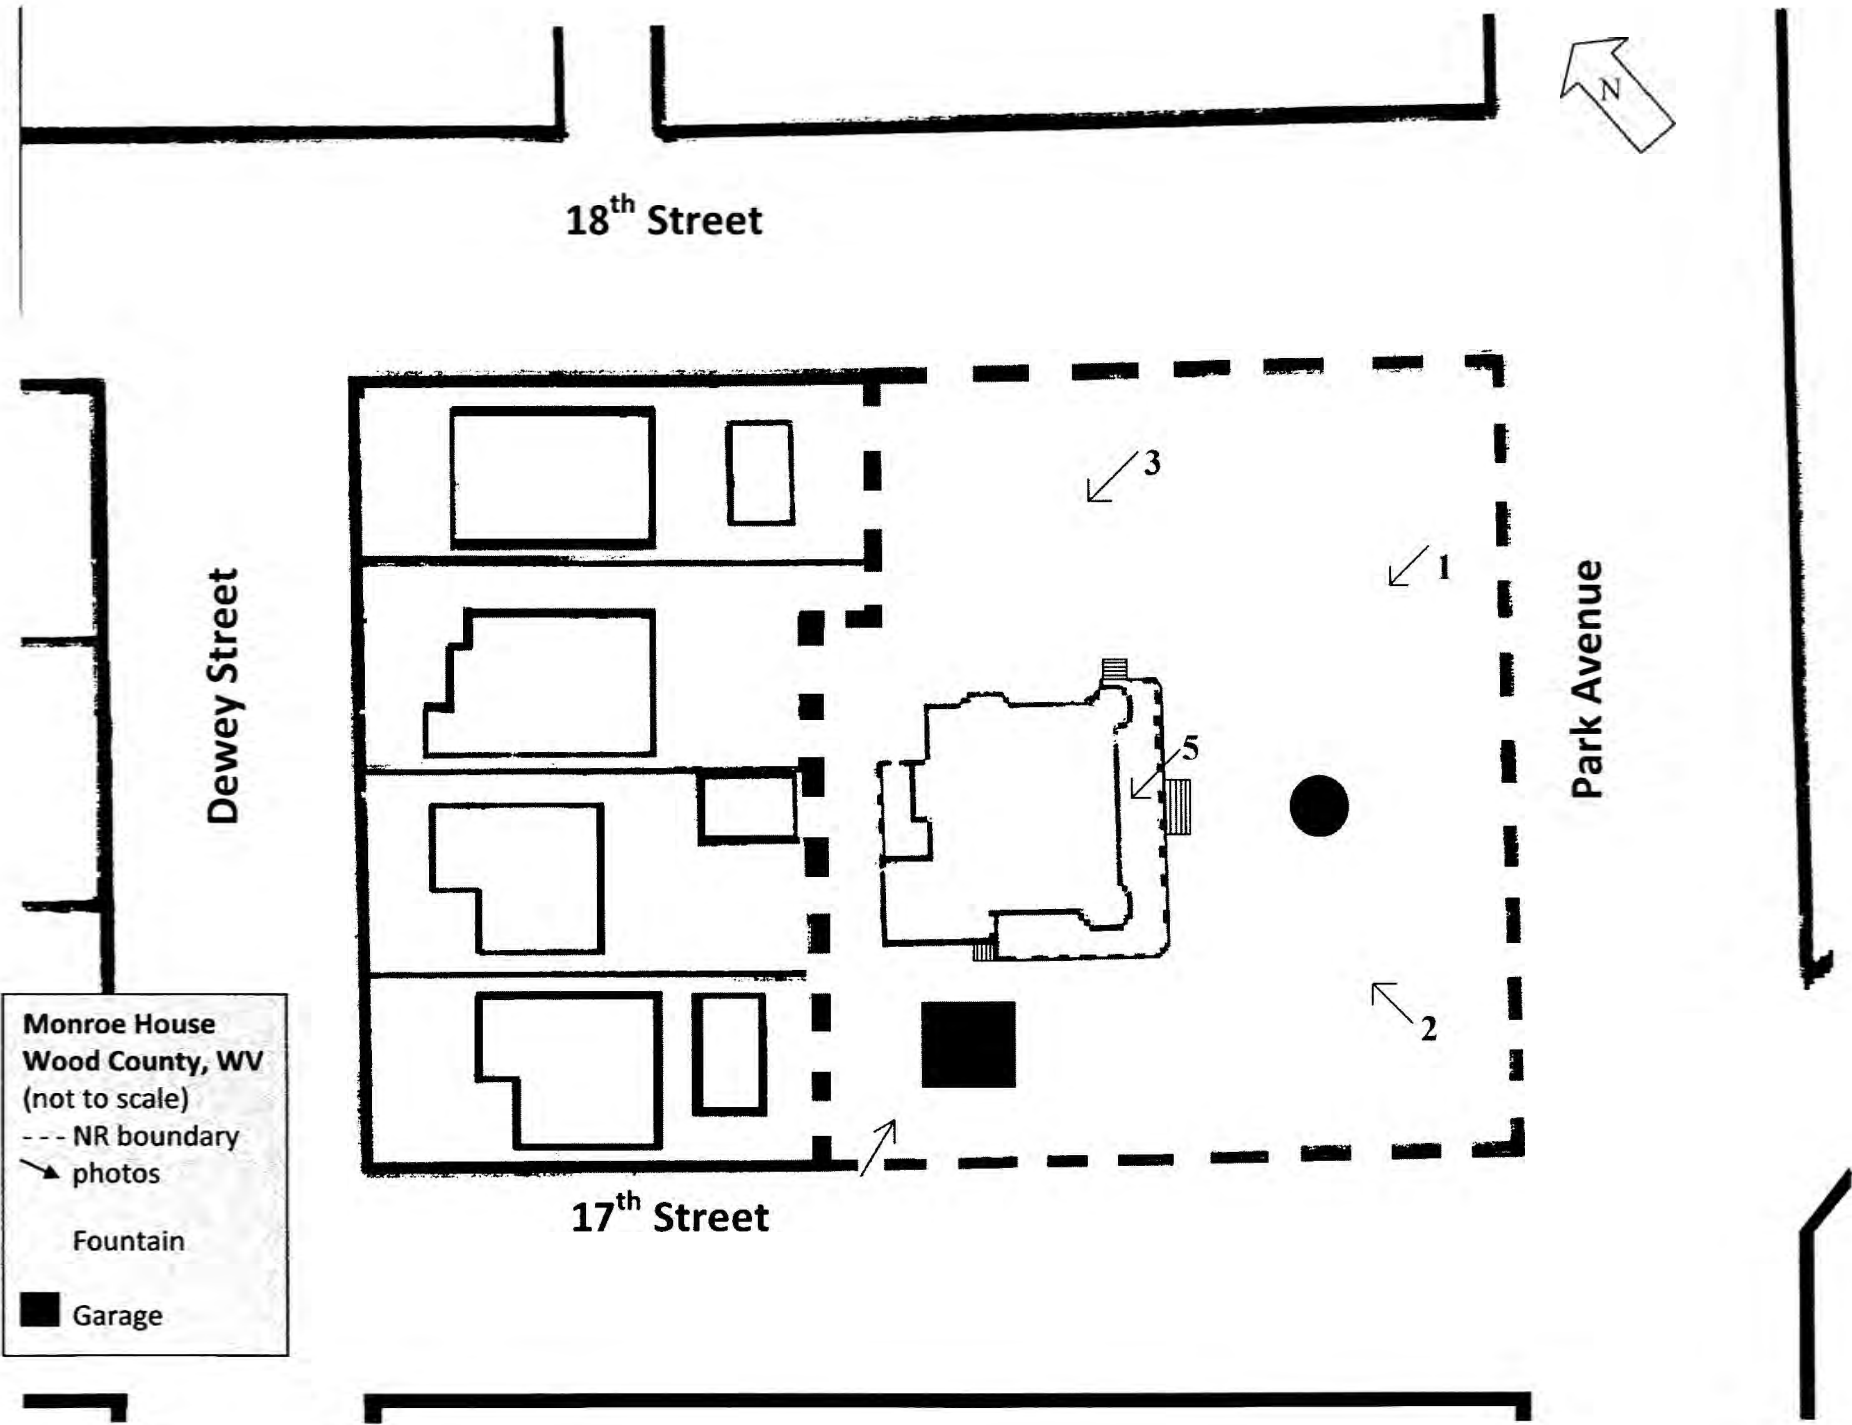 N
18th Street
3
1
Dewey Street
Park Avenue
5
2
Monroe House
Wood County, WV
(not to scale)
--- NR boundary
photos
Fountain
Garage
17th Street